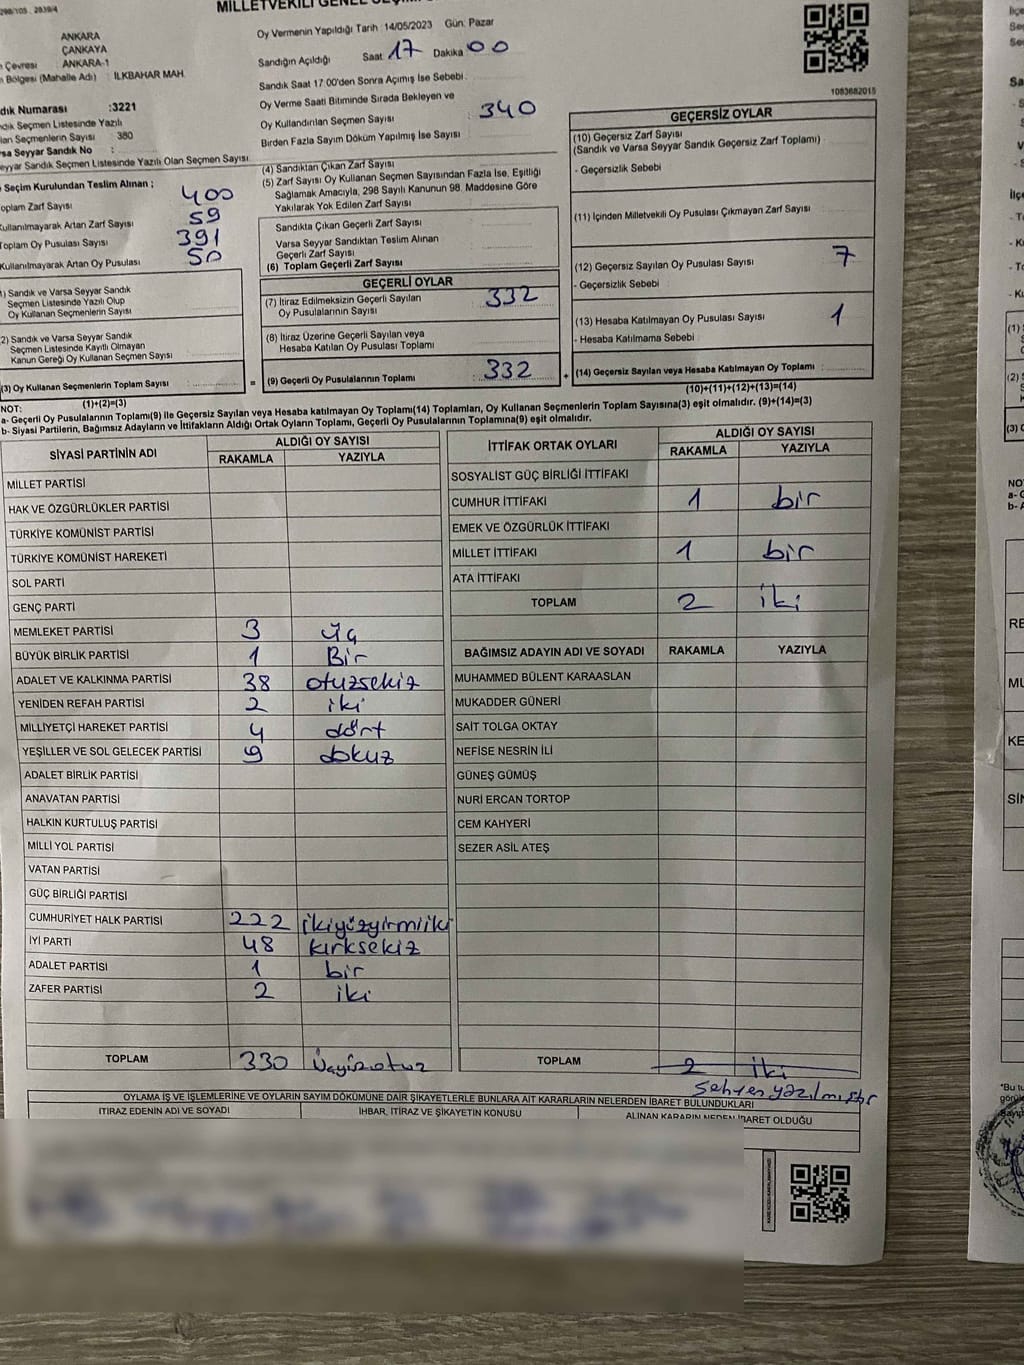 298/105 : 2839/4
MİLLETVEKİLİ GENEL
ANKARA
ÇANKAYA
Çevresi : ANKARA-1
Bölgesi (Mahalle Adı) : İLKBAHAR MAH.
dık Numarası :3221
ndık Seçmen Listesinde Yazılı
lan Seçmenlerin Sayısı : 380
rsa Seyyar Sandık No :
eyyar Sandık Seçmen Listesinde Yazılı Olan Seçmen Sayısı
Oy Vermenin Yapıldığı Tarih :14/05/2023 Gün: Pazar
Sandığın Açıldığı Saat 17 Dakika 00
Sandık Saat 17:00'den Sonra Açımış İse Sebebi
Oy Verme Saati Bitiminde Sırada Bekleyen ve
Oy Kullandırılan Seçmen Sayısı : 340
Birden Fazla Sayım Döküm Yapılmış İse Sayısı
1083682015
Seçim Kurulundan Teslim Alınan ;
oplam Zarf Sayısı 400
Kullanılmayarak Artan Zarf Sayısı 59
Toplam Oy Pusulası Sayısı 391
Kullanılmayarak Artan Oy Pusulası 50
(4) Sandıktan Çıkan Zarf Sayısı
(5) Zarf Sayısı Oy Kullanan Seçmen Sayısından Fazla İse, Eşitliği
Sağlamak Amacıyla, 298 Sayılı Kanunun 98. Maddesine Göre
Yakılarak Yok Edilen Zarf Sayısı
Sandıkta Çıkan Geçerli Zarf Sayısı
Varsa Seyyar Sandıktan Teslim Alınan
Geçerli Zarf Sayısı
(6) Toplam Geçerli Zarf Sayısı
GEÇERSİZ OYLAR
(10) Geçersiz Zarf Sayısı
(Sandık ve Varsa Seyyar Sandık Geçersiz Zarf Toplamı)
- Geçersizlik Sebebi
(11) İçinden Milletvekili Oy Pusulası Çıkmayan Zarf Sayısı
(12) Geçersiz Sayılan Oy Pusulası Sayısı 7
- Geçersizlik Sebebi
(13) Hesaba Katılmayan Oy Pusulası Sayısı 1
- Hesaba Katılmama Sebebi
(14) Geçersiz Sayılan veya Hesaba Katılmayan Oy Toplamı
(10)+(11)+(12)+(13)=(14)
1) Sandık ve Varsa Seyyar Sandık
Seçmen Listesinde Yazılı Olup
Oy Kullanan Seçmenlerin Sayısı
2) Sandık ve Varsa Seyyar Sandık
Seçmen Listesinde Kayıtlı Olmayan
Kanun Gereği Oy Kullanan Seçmen Sayısı
(3) Oy Kullanan Seçmenlerin Toplam Sayısı =
(1)+(2)=(3)
GEÇERLİ OYLAR
(7) İtiraz Edilmeksizin Geçerli Sayılan
Oy Pusulalarının Sayısı 332
(8) İtiraz Üzerine Geçerli Sayılan veya
Hesaba Katılan Oy Pusulası Toplamı
(9) Geçerli Oy Pusulalarının Toplamı 332 +
NOT:
a- Geçerli Oy Pusulalarının Toplamı(9) ile Geçersiz Sayılan veya Hesaba katılmayan Oy Toplamı(14) Toplamları, Oy Kullanan Seçmenlerin Toplam Sayısına(3) eşit olmalıdır. (9)+(14)=(3)
b- Siyasi Partilerin, Bağımsız Adayların ve İttifakların Aldığı Ortak Oyların Toplamı, Geçerli Oy Pusulalarının Toplamına(9) eşit olmalıdır.
SİYASİ PARTİNİN ADI ALDIĞI OY SAYISI
RAKAMLA YAZIYLA
MİLLET PARTİSİ
HAK VE ÖZGÜRLÜKLER PARTİSİ
TÜRKİYE KOMÜNİST PARTİSİ
TÜRKİYE KOMÜNİST HAREKETİ
SOL PARTİ
GENÇ PARTİ
MEMLEKET PARTİSİ 3 üç
BÜYÜK BİRLİK PARTİSİ 1 Bir
ADALET VE KALKINMA PARTİSİ 38 otuzsekiz
YENİDEN REFAH PARTİSİ 2 iki
MİLLİYETÇİ HAREKET PARTİSİ 4 dört
YEŞİLLER VE SOL GELECEK PARTİSİ 9 dokuz
ADALET BİRLİK PARTİSİ
ANAVATAN PARTİSİ
HALKIN KURTULUŞ PARTİSİ
MİLLİ YOL PARTİSİ
VATAN PARTİSİ
GÜÇ BİRLİĞİ PARTİSİ
CUMHURİYET HALK PARTİSİ 222 ikiyüzyirmiiki
İYİ PARTİ 48 kırksekiz
ADALET PARTİSİ 1 bir
ZAFER PARTİSİ 2 iki
TOPLAM 330 Üçyüzotuz
İTTİFAK ORTAK OYLARI ALDIĞI OY SAYISI
RAKAMLA YAZIYLA
SOSYALİST GÜÇ BİRLİĞİ İTTİFAKI
CUMHUR İTTİFAKI 1 bir
EMEK VE ÖZGÜRLÜK İTTİFAKI
MİLLET İTTİFAKI 1 bir
ATA İTTİFAKI
TOPLAM 2 iki
BAĞIMSIZ ADAYIN ADI VE SOYADI RAKAMLA YAZIYLA
MUHAMMED BÜLENT KARAASLAN
MUKADDER GÜNERİ
SAİT TOLGA OKTAY
NEFİSE NESRİN İLİ
GÜNEŞ GÜMÜŞ
NURİ ERCAN TORTOP
CEM KAHYERİ
SEZER ASİL ATEŞ
TOPLAM 2 iki
Sehven yazılmıştır
OYLAMA İŞ VE İŞLEMLERİNE VE OYLARIN SAYIM DÖKÜMÜNE DAİR ŞİKAYETLERLE BUNLARA AİT KARARLARIN NELERDEN İBARET BULUNDUKLARI
İTİRAZ EDENİN ADI VE SOYADI İHBAR, İTİRAZ VE ŞİKAYETİN KONUSU ALINAN KARARIN NEDEN İBARET OLDUĞU